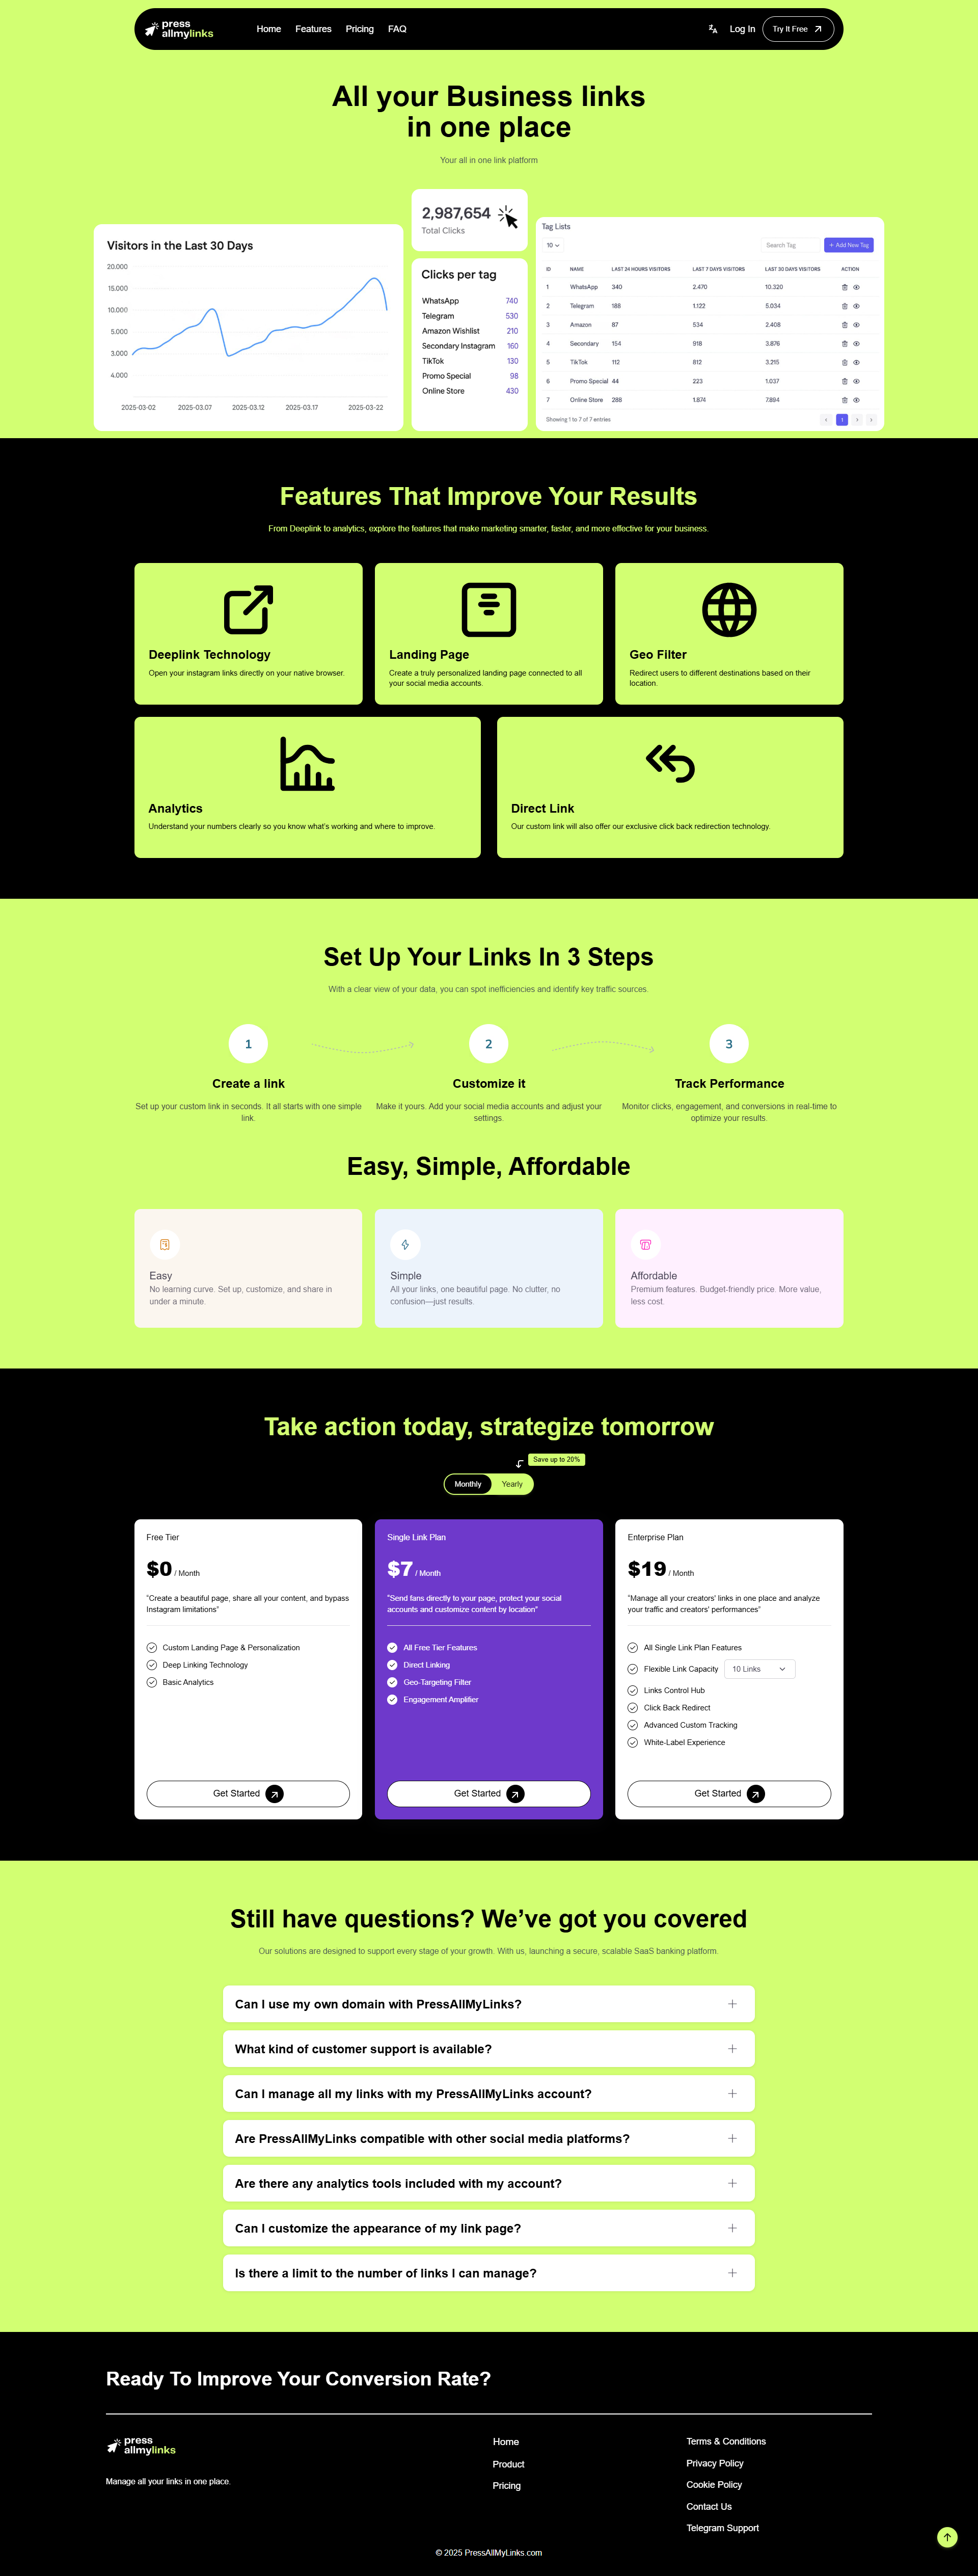 press
allmylinks
Home Features Pricing FAQ
Log In
Try It Free
All your Business links
in one place
Your all in one link platform
Visitors in the Last 30 Days
20.000
15.000
10.000
5.000
3.000
4.000
2025-03-02 2025-03.07 2025-03.12 2025-03.17 2025-03-22
2,987,654
Total Clicks
Clicks per tag
WhatsApp 740
Telegram 530
Amazon Wishlist 210
Secondary Instagram 160
TikTok 130
Promo Special 98
Online Store 430
Tag Lists
10
Search Tag
+ Add New Tag
ID NAME LAST 24 HOURS VISITORS LAST 7 DAYS VISITORS LAST 30 DAYS VISITORS ACTION
1 WhatsApp 340 2.470 10.320
2 Telegram 188 1.122 5.034
3 Amazon 87 534 2.408
4 Secondary 154 918 3.876
5 TikTok 112 812 3.215
6 Promo Special 44 223 1.037
7 Online Store 288 1.874 7.894
Showing 1 to 7 of 7 entries
1
Features That Improve Your Results
From Deeplink to analytics, explore the features that make marketing smarter, faster, and more effective for your business.
Deeplink Technology
Open your instagram links directly on your native browser.
Landing Page
Create a truly personalized landing page connected to all
your social media accounts.
Geo Filter
Redirect users to different destinations based on their
location.
Analytics
Understand your numbers clearly so you know what's working and where to improve.
Direct Link
Our custom link will also offer our exclusive click back redirection technology.
Set Up Your Links In 3 Steps
With a clear view of your data, you can spot inefficiencies and identify key traffic sources.
1
Create a link
Set up your custom link in seconds. It all starts with one simple
link.
2
Customize it
Make it yours. Add your social media accounts and adjust your
settings.
3
Track Performance
Monitor clicks, engagement, and conversions in real-time to
optimize your results.
Easy, Simple, Affordable
Easy
No learning curve. Set up, customize, and share in
under a minute.
Simple
All your links, one beautiful page. No clutter, no
confusion—just results.
Affordable
Premium features. Budget-friendly price. More value,
less cost.
Take action today, strategize tomorrow
Save up to 20%
Monthly Yearly
Free Tier
$0 / Month
"Create a beautiful page, share all your content, and bypass
Instagram limitations"
Custom Landing Page & Personalization
Deep Linking Technology
Basic Analytics
Get Started
Single Link Plan
$7 / Month
"Send fans directly to your page, protect your social
accounts and customize content by location"
All Free Tier Features
Direct Linking
Geo-Targeting Filter
Engagement Amplifier
Get Started
Enterprise Plan
$19 / Month
"Manage all your creators' links in one place and analyze
your traffic and creators' performances"
All Single Link Plan Features
Flexible Link Capacity 10 Links
Links Control Hub
Click Back Redirect
Advanced Custom Tracking
White-Label Experience
Get Started
Still have questions? We've got you covered
Our solutions are designed to support every stage of your growth. With us, launching a secure, scalable SaaS banking platform.
Can I use my own domain with PressAllMyLinks?
What kind of customer support is available?
Can I manage all my links with my PressAllMyLinks account?
Are PressAllMyLinks compatible with other social media platforms?
Are there any analytics tools included with my account?
Can I customize the appearance of my link page?
Is there a limit to the number of links I can manage?
Ready To Improve Your Conversion Rate?
press
allmylinks
Manage all your links in one place.
Home
Product
Pricing
Terms & Conditions
Privacy Policy
Cookie Policy
Contact Us
Telegram Support
© 2025 PressAllMyLinks.com